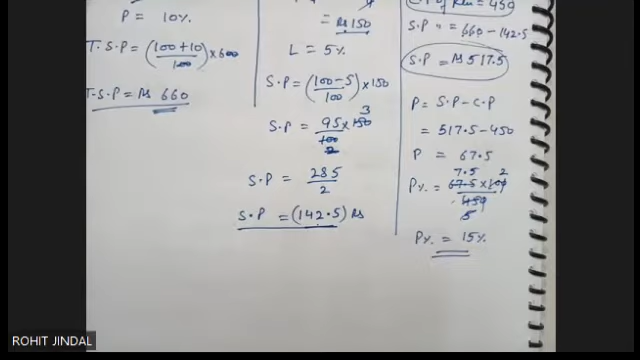 P = 10%
T.S.P = (100+10/100) × 600
T.S.P = Rs 660
= Rs 150
L = 5%
S.P = (100-5/100) × 150
3
S.P = 95 × 150
100
2
S.P = 285
2
S.P = (142.5) Rs
= 450
S.P = 660 - 142.5
S.P = Rs 517.5
P = S.P - C.P
= 517.5 - 450
P = 67.5
7.5 2
P% = 67.5 × 100
450
5
P% = 15%
ROHIT JINDAL